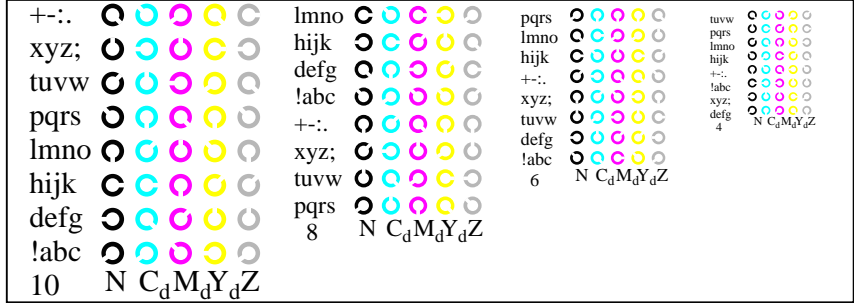 +-:.
xyz;
tuvw
pqrs
lmno
hijk
defg
!abc
10 N CdMdYdZ
lmno
hijk
defg
!abc
+-:.
xyz;
tuvw
pqrs
8 N CdMdYdZ
pqrs
lmno
hijk
+-:.
xyz;
tuvw
defg
!abc
6 N CdMdYdZ
tuvw
pqrs
lmno
hijk
+-:.
!abc
xyz;
defg
4 N CdMdYdZ